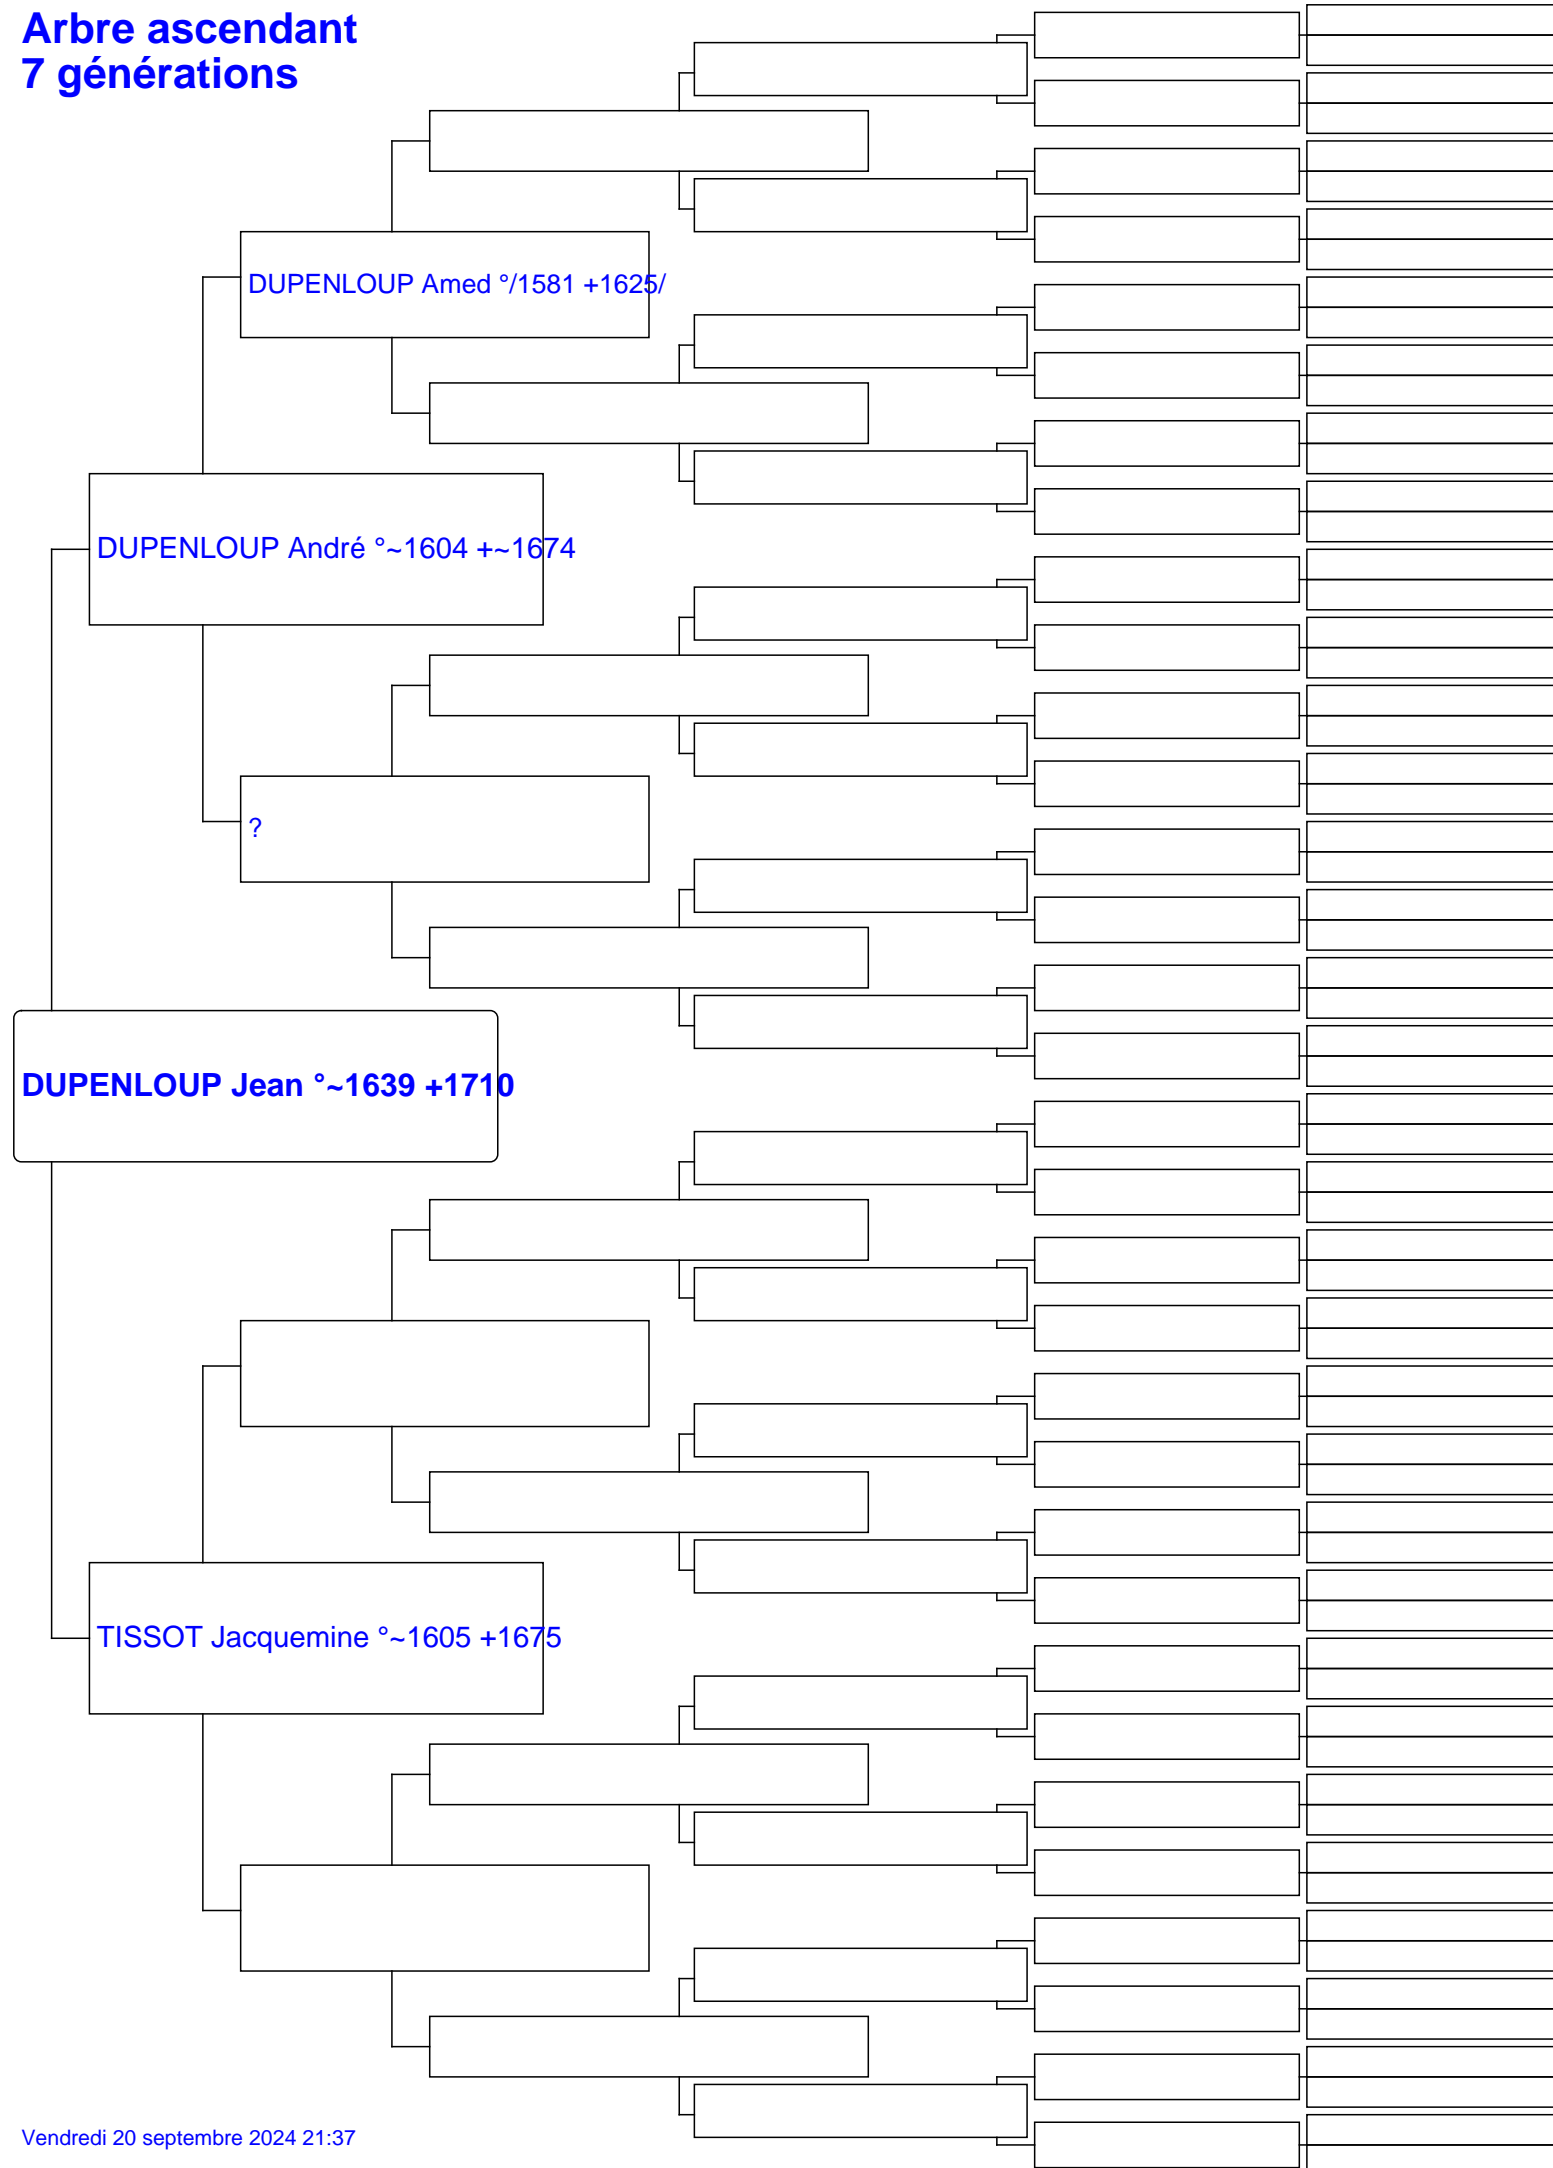 Arbre ascendant
7 générations
DUPENLOUP Amed °/1581 +1625/
DUPENLOUP André °~1604 +~1674
?
DUPENLOUP Jean °~1639 +1710
TISSOT Jacquemine °~1605 +1675
Vendredi 20 septembre 2024 21:37